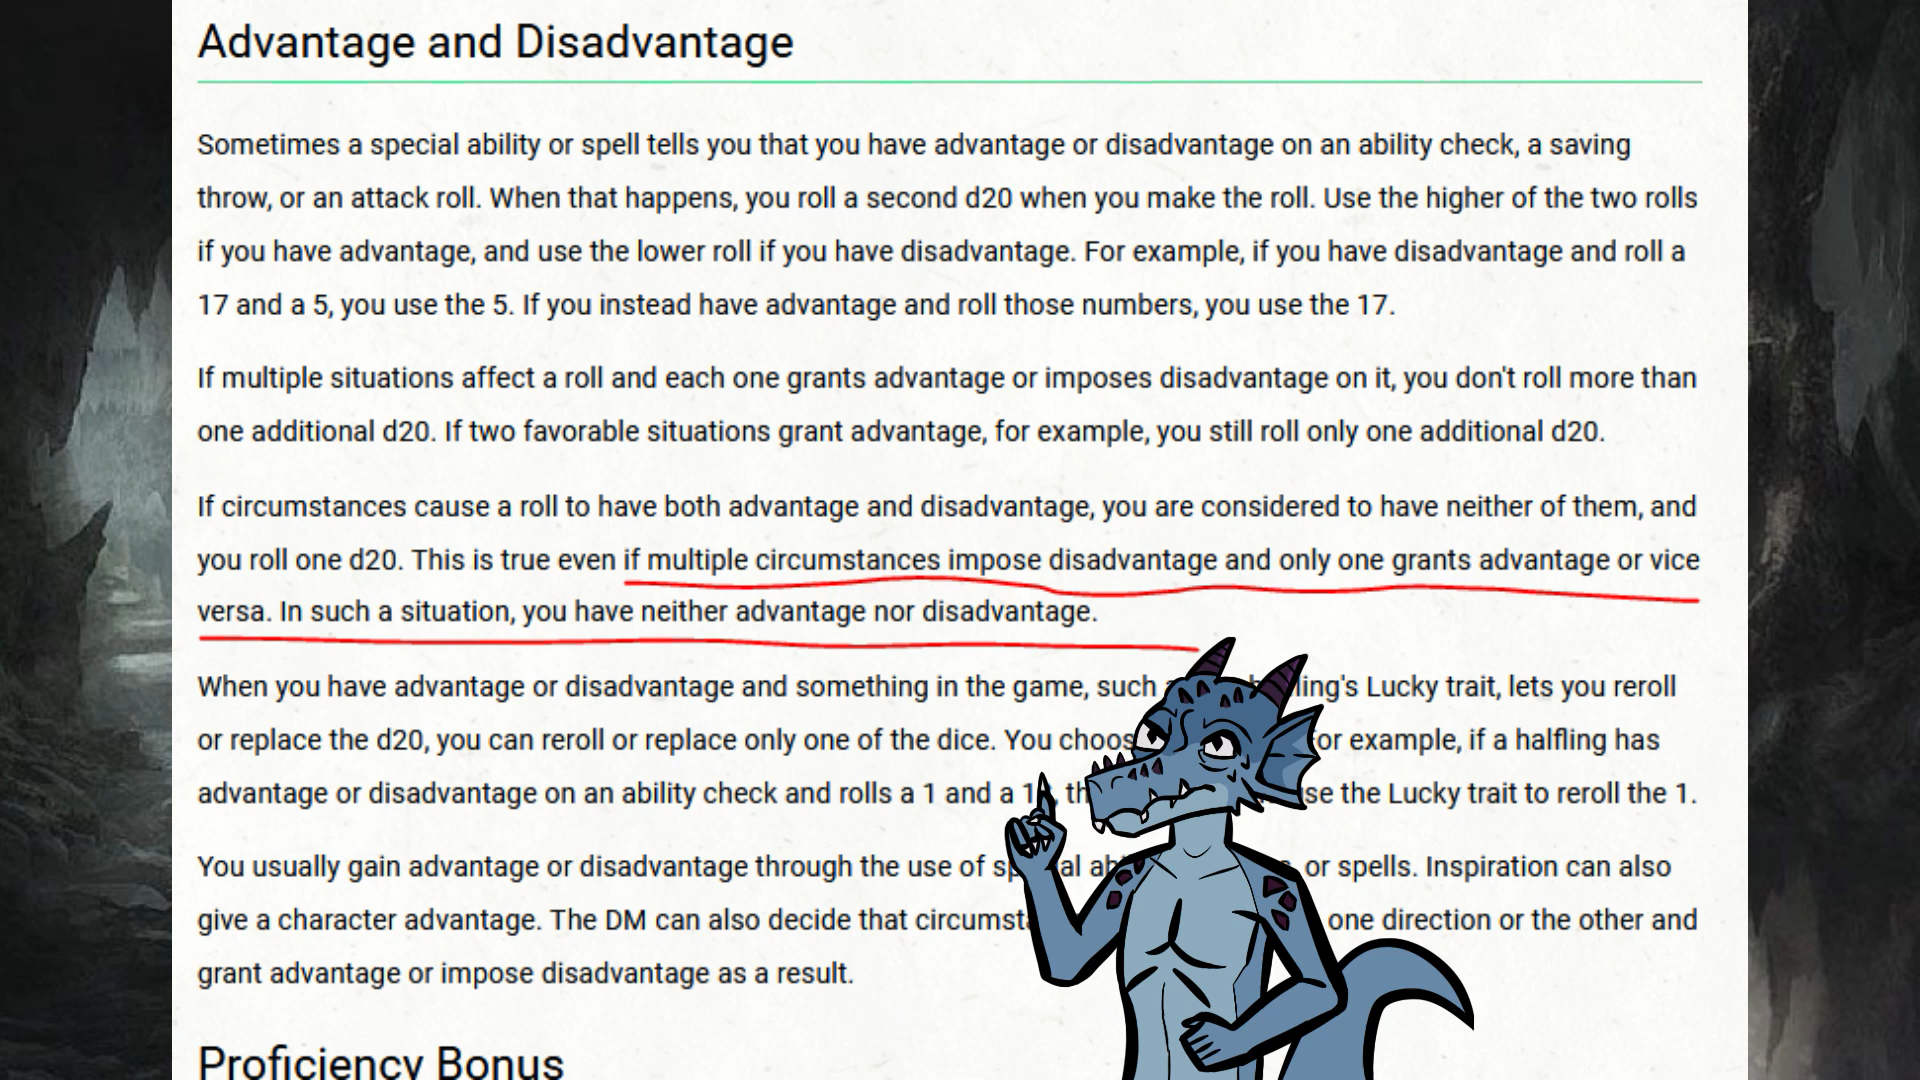 Advantage and Disadvantage
Sometimes a special ability or spell tells you that you have advantage or disadvantage on an ability check, a saving
throw, or an attack roll. When that happens, you roll a second d20 when you make the roll. Use the higher of the two rolls
if you have advantage, and use the lower roll if you have disadvantage. For example, if you have disadvantage and roll a
17 and a 5, you use the 5. If you instead have advantage and roll those numbers, you use the 17.
If multiple situations affect a roll and each one grants advantage or imposes disadvantage on it, you don't roll more than
one additional d20. If two favorable situations grant advantage, for example, you still roll only one additional d20.
If circumstances cause a roll to have both advantage and disadvantage, you are considered to have neither of them, and
you roll one d20. This is true even if multiple circumstances impose disadvantage and only one grants advantage or vice
versa. In such a situation, you have neither advantage nor disadvantage.
When you have advantage or disadvantage and something in the game, such Lucky trait, lets you reroll
or replace the d20, you can reroll or replace only one of the dice. You example, if a halfling has
advantage or disadvantage on an ability check and rolls a 1 and a the Lucky trait to reroll the 1.
You usually gain advantage or disadvantage through the use of or spells. Inspiration can also
give a character advantage. The DM can also decide that one direction or the other and
grant advantage or impose disadvantage as a result.
Proficiency Bonus